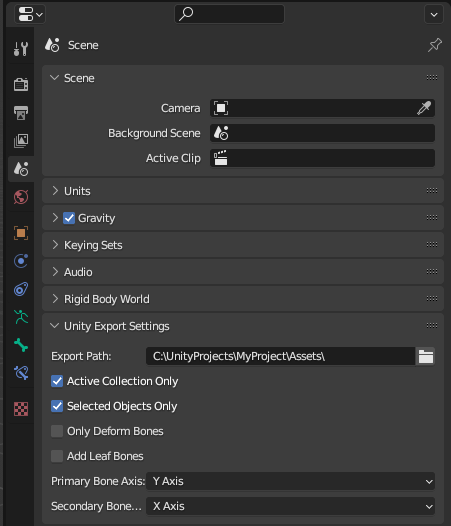 Scene
Scene
Camera
Background Scene
Active Clip
Units
Gravity
Keying Sets
Audio
Rigid Body World
Unity Export Settings
Export Path: C:\UnityProjects\MyProject\Assets\
Active Collection Only
Selected Objects Only
Only Deform Bones
Add Leaf Bones
Primary Bone Axis: Y Axis
Secondary Bone... X Axis